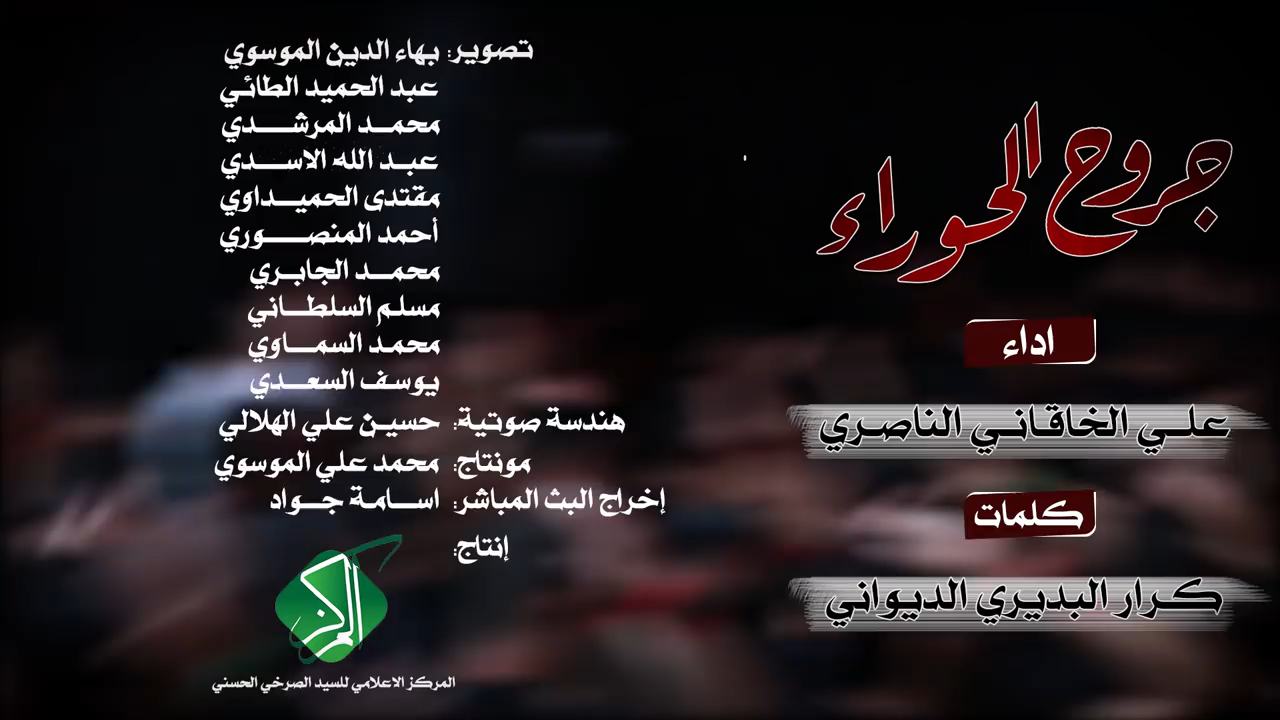 جروح الحوراء
اداء
علي الخاقاني الناصري
كلمات
كرار البديري الديواني
تصوير: بهاء الدين الموسوي
عبد الحميد الطائي
محمد المرشدي
عبد الله الاسدي
مقتدى الحميداوي
أحمد المنصوري
محمد الجابري
مسلم السلطاني
محمد السماوي
يوسف السعدي
هندسة صوتية: حسين علي الهلالي
مونتاج: محمد علي الموسوي
إخراج البث المباشر: اسامة جواد
إنتاج:
المركز
المركز الاعلامي للسيد الصرخي الحسني